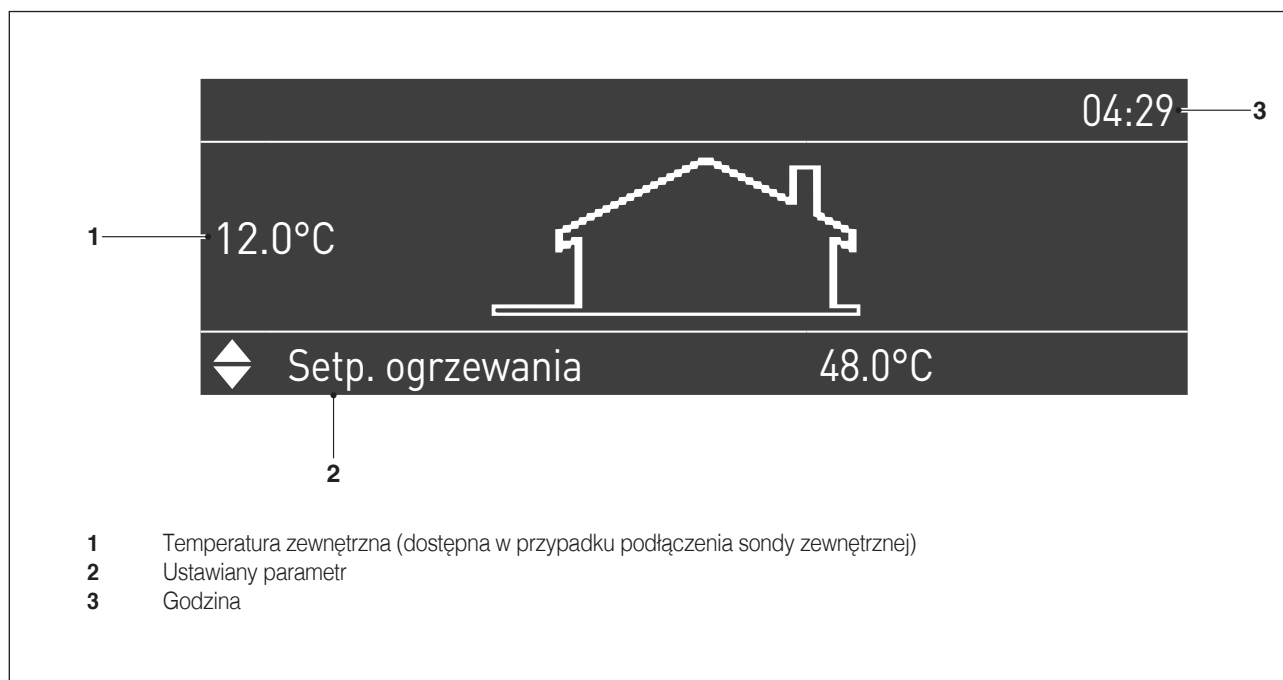 04:29
3
1
12.0°C
Setp. ogrzewania 48.0°C
2
1 Temperatura zewnętrzna (dostępna w przypadku podłączenia sondy zewnętrznej)
2 Ustawiany parametr
3 Godzina